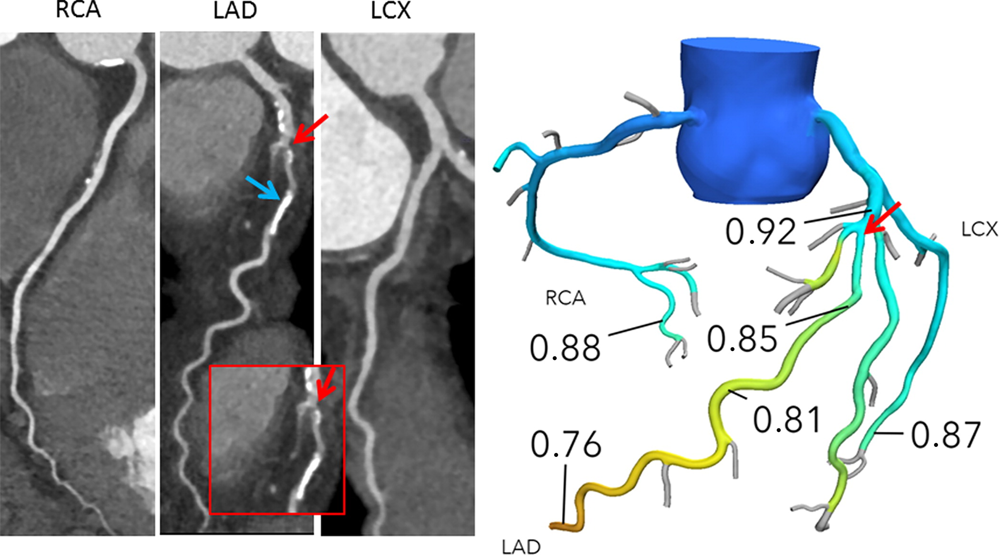 RCA LAD LCX
0.92
LCX
RCA
0.85
0.88
0.81
0.87
0.76
LAD